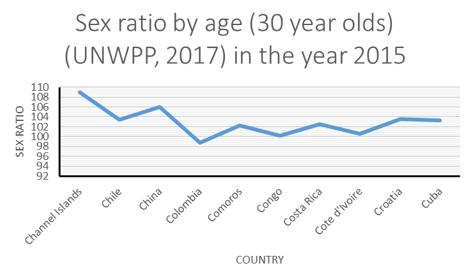 Sex ratio by age (30 year olds)
(UNWPP, 2017) in the year 2015
SEX RATIO
110
108
106
104
102
100
98
96
94
92
Channel Islands
Chile
China
Colombia
Comoros
Congo
Costa Rica
Cote d'Ivoire
Croatia
Cuba
COUNTRY